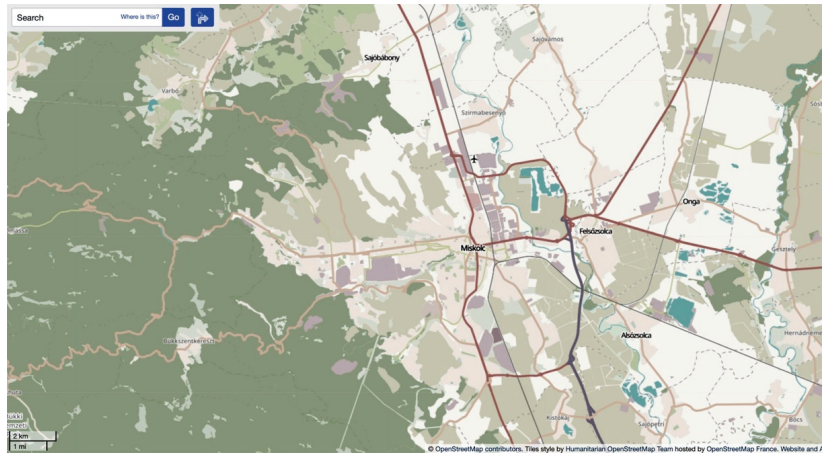 Search
Where is this?
Go
Sajóvámos
Sajóbábony
Varbó
Szirmabesenyő
Onga
Felsőzsolca
Miskolc
Gesztely
Alsózsolca
Hernádnéme
Bükkszentkereszt
Kistokaj
Sajópetri
Bőcs
2 km
1 mi
© OpenStreetMap contributors. Tiles style by Humanitarian OpenStreetMap Team hosted by OpenStreetMap France. Website and A